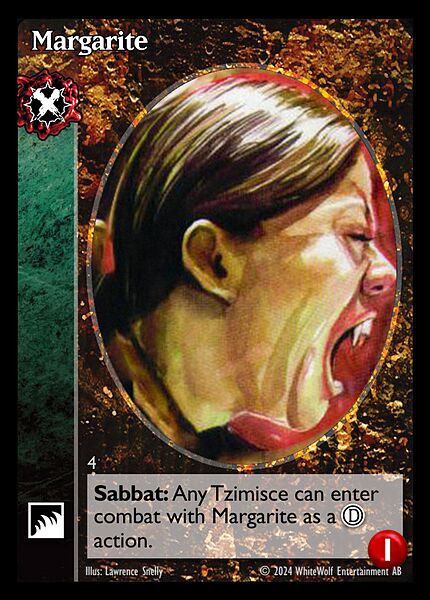 Margarite
4
Sabbat: Any Tzimisce can enter
combat with Margarite as a Ⓓ
action.
1
Illus: Lawrence Snelly © 2024 WhiteWolf Entertainment AB